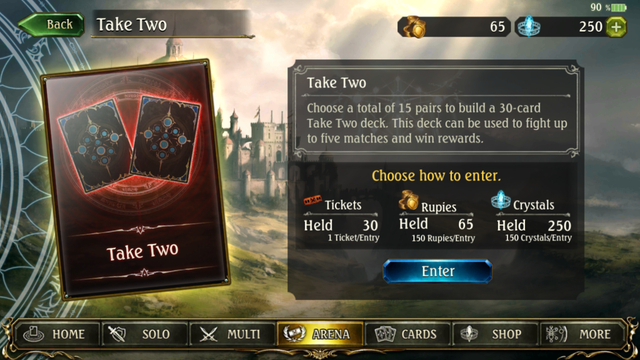 90 %
Back
Take Two
65
250
Take Two
Choose a total of 15 pairs to build a 30-card
Take Two deck. This deck can be used to fight up
to five matches and win rewards.
Choose how to enter.
Tickets Rupies Crystals
Held 30 Held 65 Held 250
1 Ticket/Entry 150 Rupies/Entry 150 Crystals/Entry
Take Two
Enter
HOME SOLO MULTI ARENA CARDS SHOP MORE